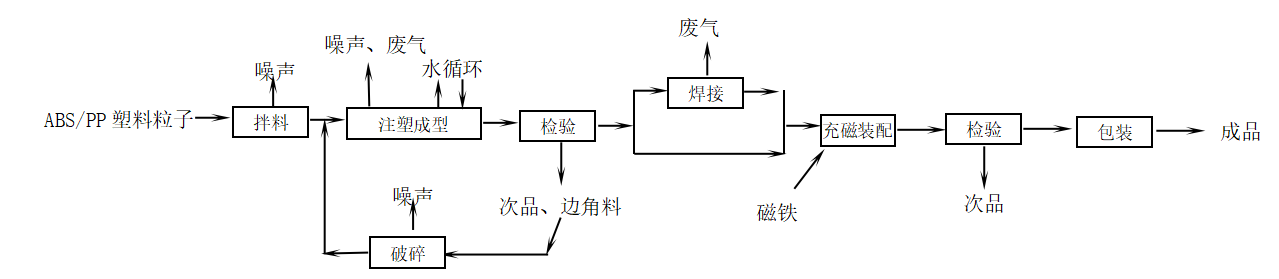 废气
噪声、废气
噪声
水循环
焊接
ABS/PP 塑料粒子
拌料
注塑成型
检验
充磁装配
检验
包装
成品
噪声
次品、边角料
磁铁
次品
破碎